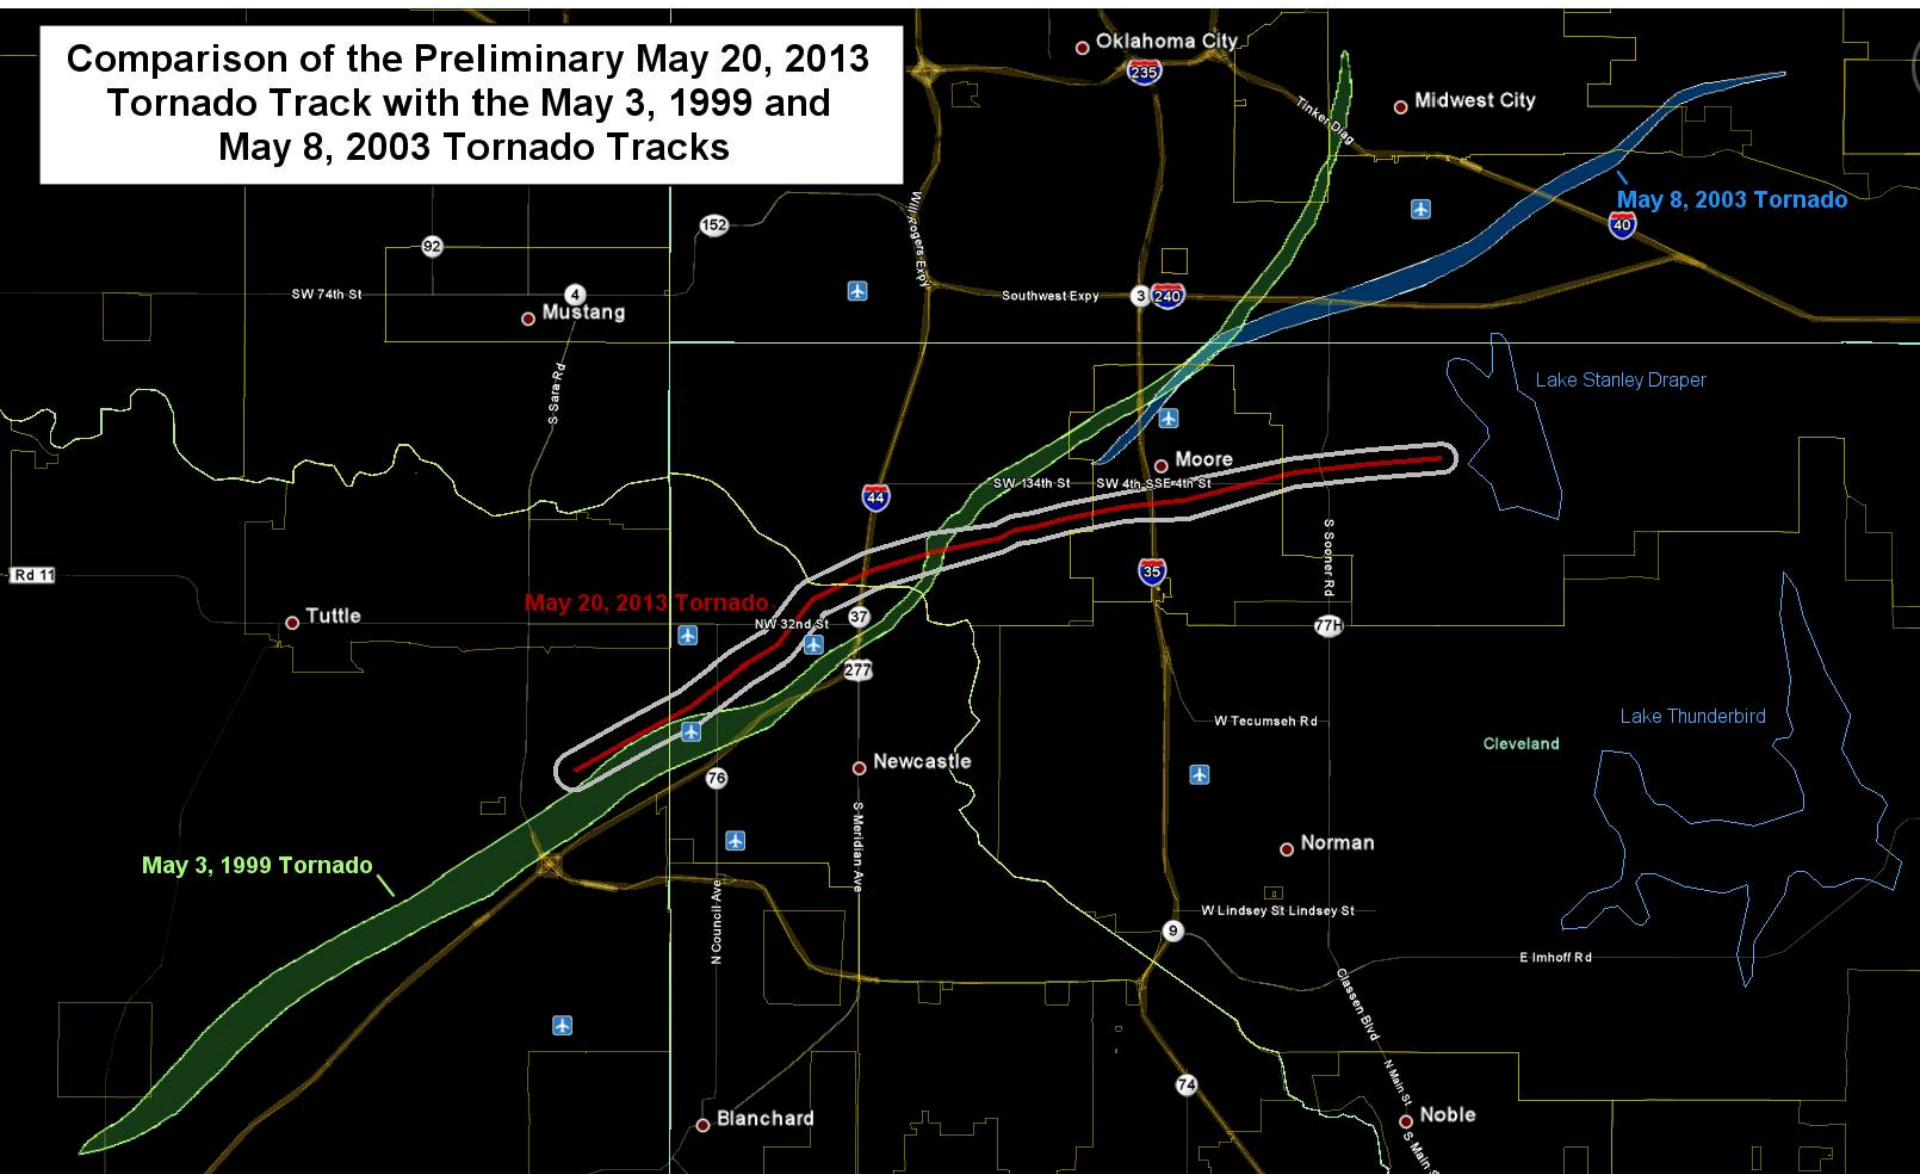 Comparison of the Preliminary May 20, 2013
Tornado Track with the May 3, 1999 and
May 8, 2003 Tornado Tracks
Oklahoma City
235
Midwest City
Tinker Diag
May 8, 2003 Tornado
40
152
Will Rogers Expy
92
SW 74th St
4
Mustang
Southwest Expy
3
240
S Sara Rd
Lake Stanley Draper
Moore
SW 134th St
SW 4th S
SE 4th St
44
S Sooner Rd
35
Rd 11
Tuttle
May 20, 2013 Tornado
NW 32nd St
37
277
77H
W Tecumseh Rd
Lake Thunderbird
Cleveland
Newcastle
76
S Meridian Ave
Norman
May 3, 1999 Tornado
N Council Ave
W Lindsey St Lindsey St
9
E Imhoff Rd
Classen Blvd
N Main St
74
Blanchard
Noble
S Main S